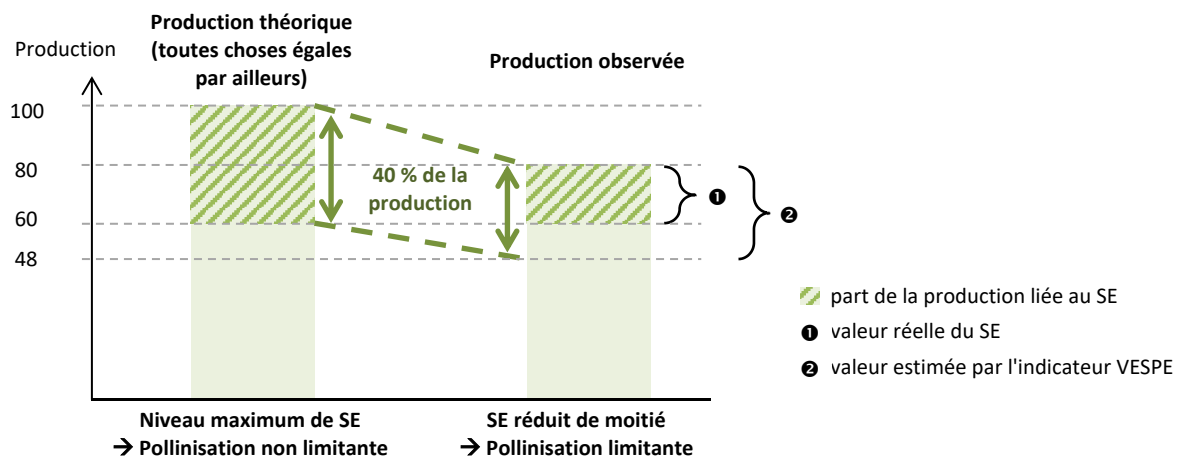 Production théorique
(toutes choses égales
par ailleurs)
Production
Production observée
100
80
60
48
40 % de la
production
❶
❷
part de la production liée au SE
❶ valeur réelle du SE
❷ valeur estimée par l'indicateur VESPE
Niveau maximum de SE
→ Pollinisation non limitante
SE réduit de moitié
→ Pollinisation limitante